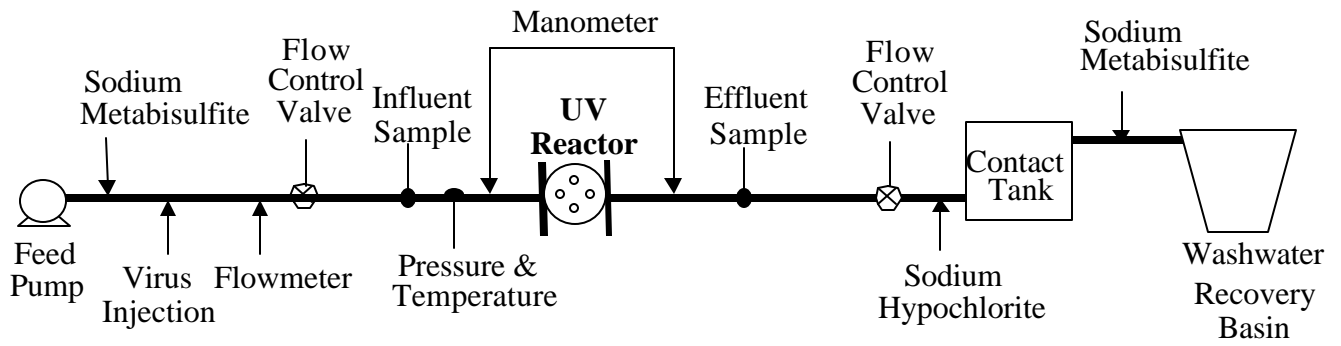 Manometer
Sodium
Metabisulfite
Flow
Control
Valve
Influent
Sample
UV
Reactor
Effluent
Sample
Flow
Control
Valve
Sodium
Metabisulfite
Contact
Tank
Feed
Pump
Virus
Injection
Flowmeter
Pressure &
Temperature
Sodium
Hypochlorite
Washwater
Recovery
Basin